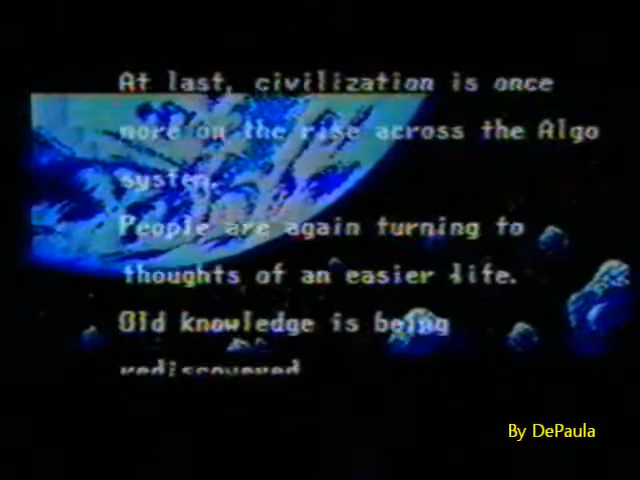 At last, civilization is once
more on the rise across the Algo
system.
People are again turning to
thoughts of an easier life.
Old knowledge is being
rediscovered
By DePaula